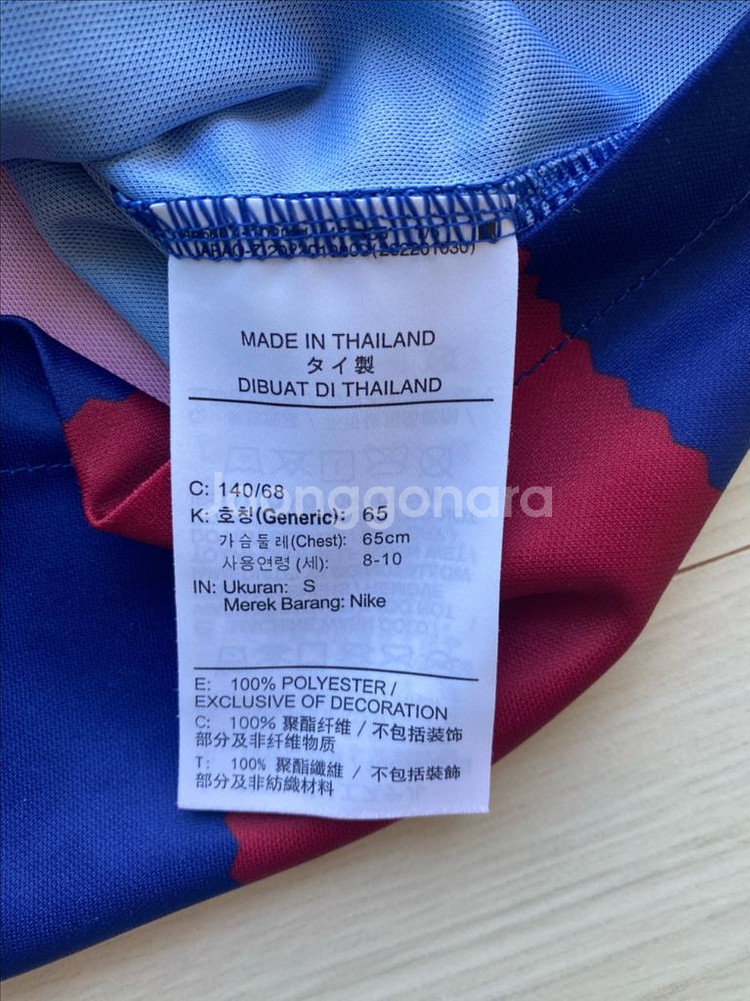 MADE IN THAILAND
タイ製
DIBUAT DI THAILAND
C: 140/68
Joonggonara
K: 호칭(Generic): 65
가슴둘레(Chest): 65cm
사용연령 (세): 8-10
IN: Ukuran: S
Merek Barang: Nike
E: 100% POLYESTER /
EXCLUSIVE OF DECORATION
C: 100% 聚酯纤维 / 不包括装饰
部分及非纤维物质
T: 100% 聚酯纖維 / 不包括裝飾
部分及非紡織材料